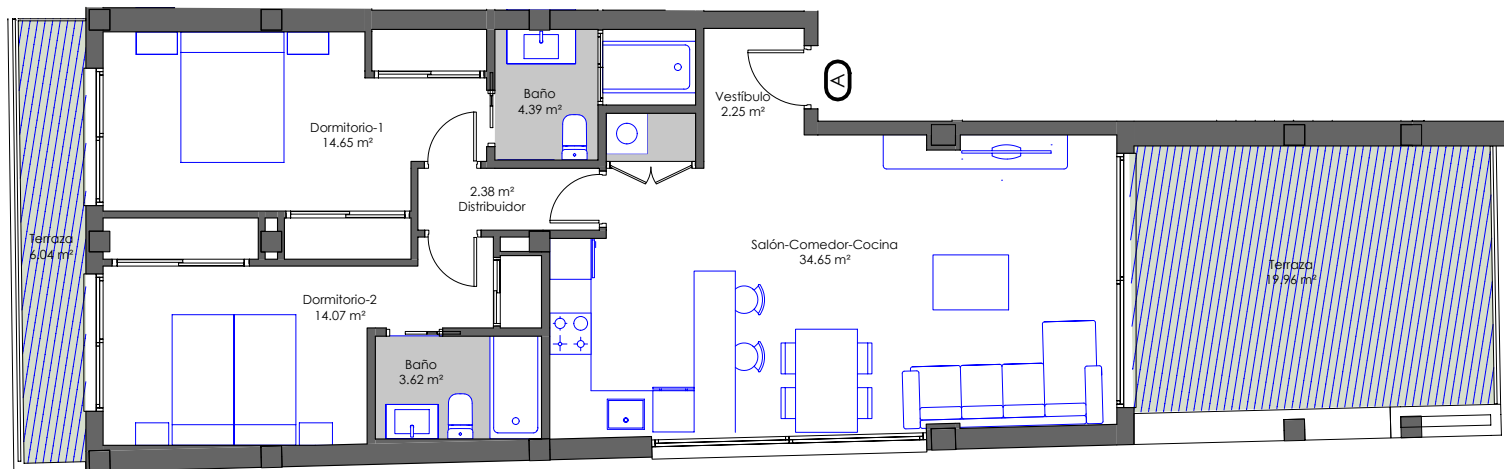 Dormitorio-1
14.65 m²
Baño
4.39 m²
Vestíbulo
2.25 m²
A
2.38 m²
Distribuidor
Terraza
6.04 m²
Salón-Comedor-Cocina
34.65 m²
Terraza
19.96 m²
Dormitorio-2
14.07 m²
Baño
3.62 m²